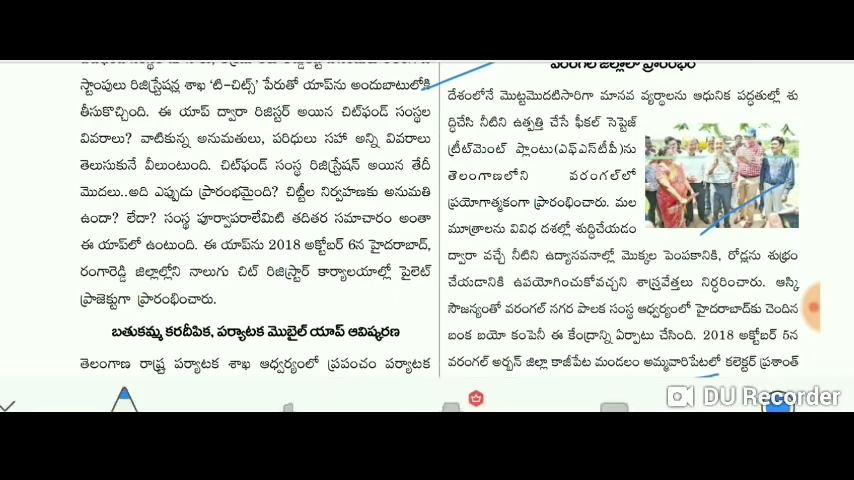 స్టాంపులు రిజిస్ట్రేషన్ల శాఖ ‘టి-చిట్స్’ పేరుతో యాప్‌ను అందుబాటులోకి
తీసుకొచ్చింది. ఈ యాప్ ద్వారా రిజిస్టర్ అయిన చిట్‌ఫండ్ సంస్థల
వివరాలు? వాటికున్న అనుమతులు, పరిధులు సహా అన్ని వివరాలు
తెలుసుకునే వీలుంటుంది. చిట్‌ఫండ్ సంస్థ రిజిస్ట్రేషన్ అయిన తేదీ
మొదలు..అది ఎప్పుడు ప్రారంభమైంది? చిట్టీల నిర్వహణకు అనుమతి
ఉందా? లేదా? సంస్థ పూర్వాపరాలేమిటి తదితర సమాచారం అంతా
ఈ యాప్‌లో ఉంటుంది. ఈ యాప్‌ను 2018 అక్టోబర్ 6న హైదరాబాద్,
రంగారెడ్డి జిల్లాల్లోని నాలుగు చిట్ రిజిస్ట్రార్ కార్యాలయాల్లో పైలెట్
ప్రాజెక్టుగా ప్రారంభించారు.
బతుకమ్మ కరదీపిక, పర్యాటక మొబైల్ యాప్ ఆవిష్కరణ
తెలంగాణ రాష్ట్ర పర్యాటక శాఖ ఆధ్వర్యంలో ప్రపంచం పర్యాటక
వరంగల్ జిల్లాలో ప్రారంభం
దేశంలోనే మొట్టమొదటిసారిగా మానవ వ్యర్థాలను ఆధునిక పద్ధతుల్లో శు
ద్ధిచేసి నీటిని ఉత్పత్తి చేసే ఫీకల్ సెప్టెజ్
ట్రీట్‌మెంట్ ప్లాంటు(ఎఫ్ఎస్‌టీపీ)ను
తెలంగాణలోని వరంగల్‌లో
ప్రయోగాత్మకంగా ప్రారంభించారు. మల
మూత్రాలను వివిధ దశల్లో శుద్ధిచేయడం
ద్వారా వచ్చే నీటిని ఉద్యానవనాల్లో మొక్కల పెంపకానికి, రోడ్లను శుభ్రం
చేయడానికి ఉపయోగించుకోవచ్చని శాస్త్రవేత్తలు నిర్ధరించారు. ఆస్కి
సౌజన్యంతో వరంగల్ నగర పాలక సంస్థ ఆధ్వర్యంలో హైదరాబాద్‌కు చెందిన
బంక బయో కంపెనీ ఈ కేంద్రాన్ని ఏర్పాటు చేసింది. 2018 అక్టోబర్ 5న
వరంగల్ అర్బన్ జిల్లా కాజీపేట మండలం అమ్మవారిపేటలో కలెక్టర్ ప్రశాంత్
DU Recorder